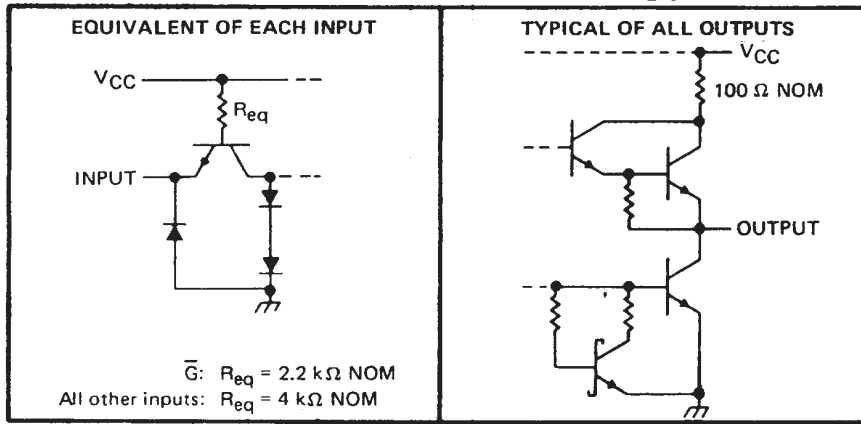 EQUIVALENT OF EACH INPUT
VCC
Req
INPUT
G̅: Req = 2.2 kΩ NOM
All other inputs: Req = 4 kΩ NOM
TYPICAL OF ALL OUTPUTS
VCC
100 Ω NOM
OUTPUT